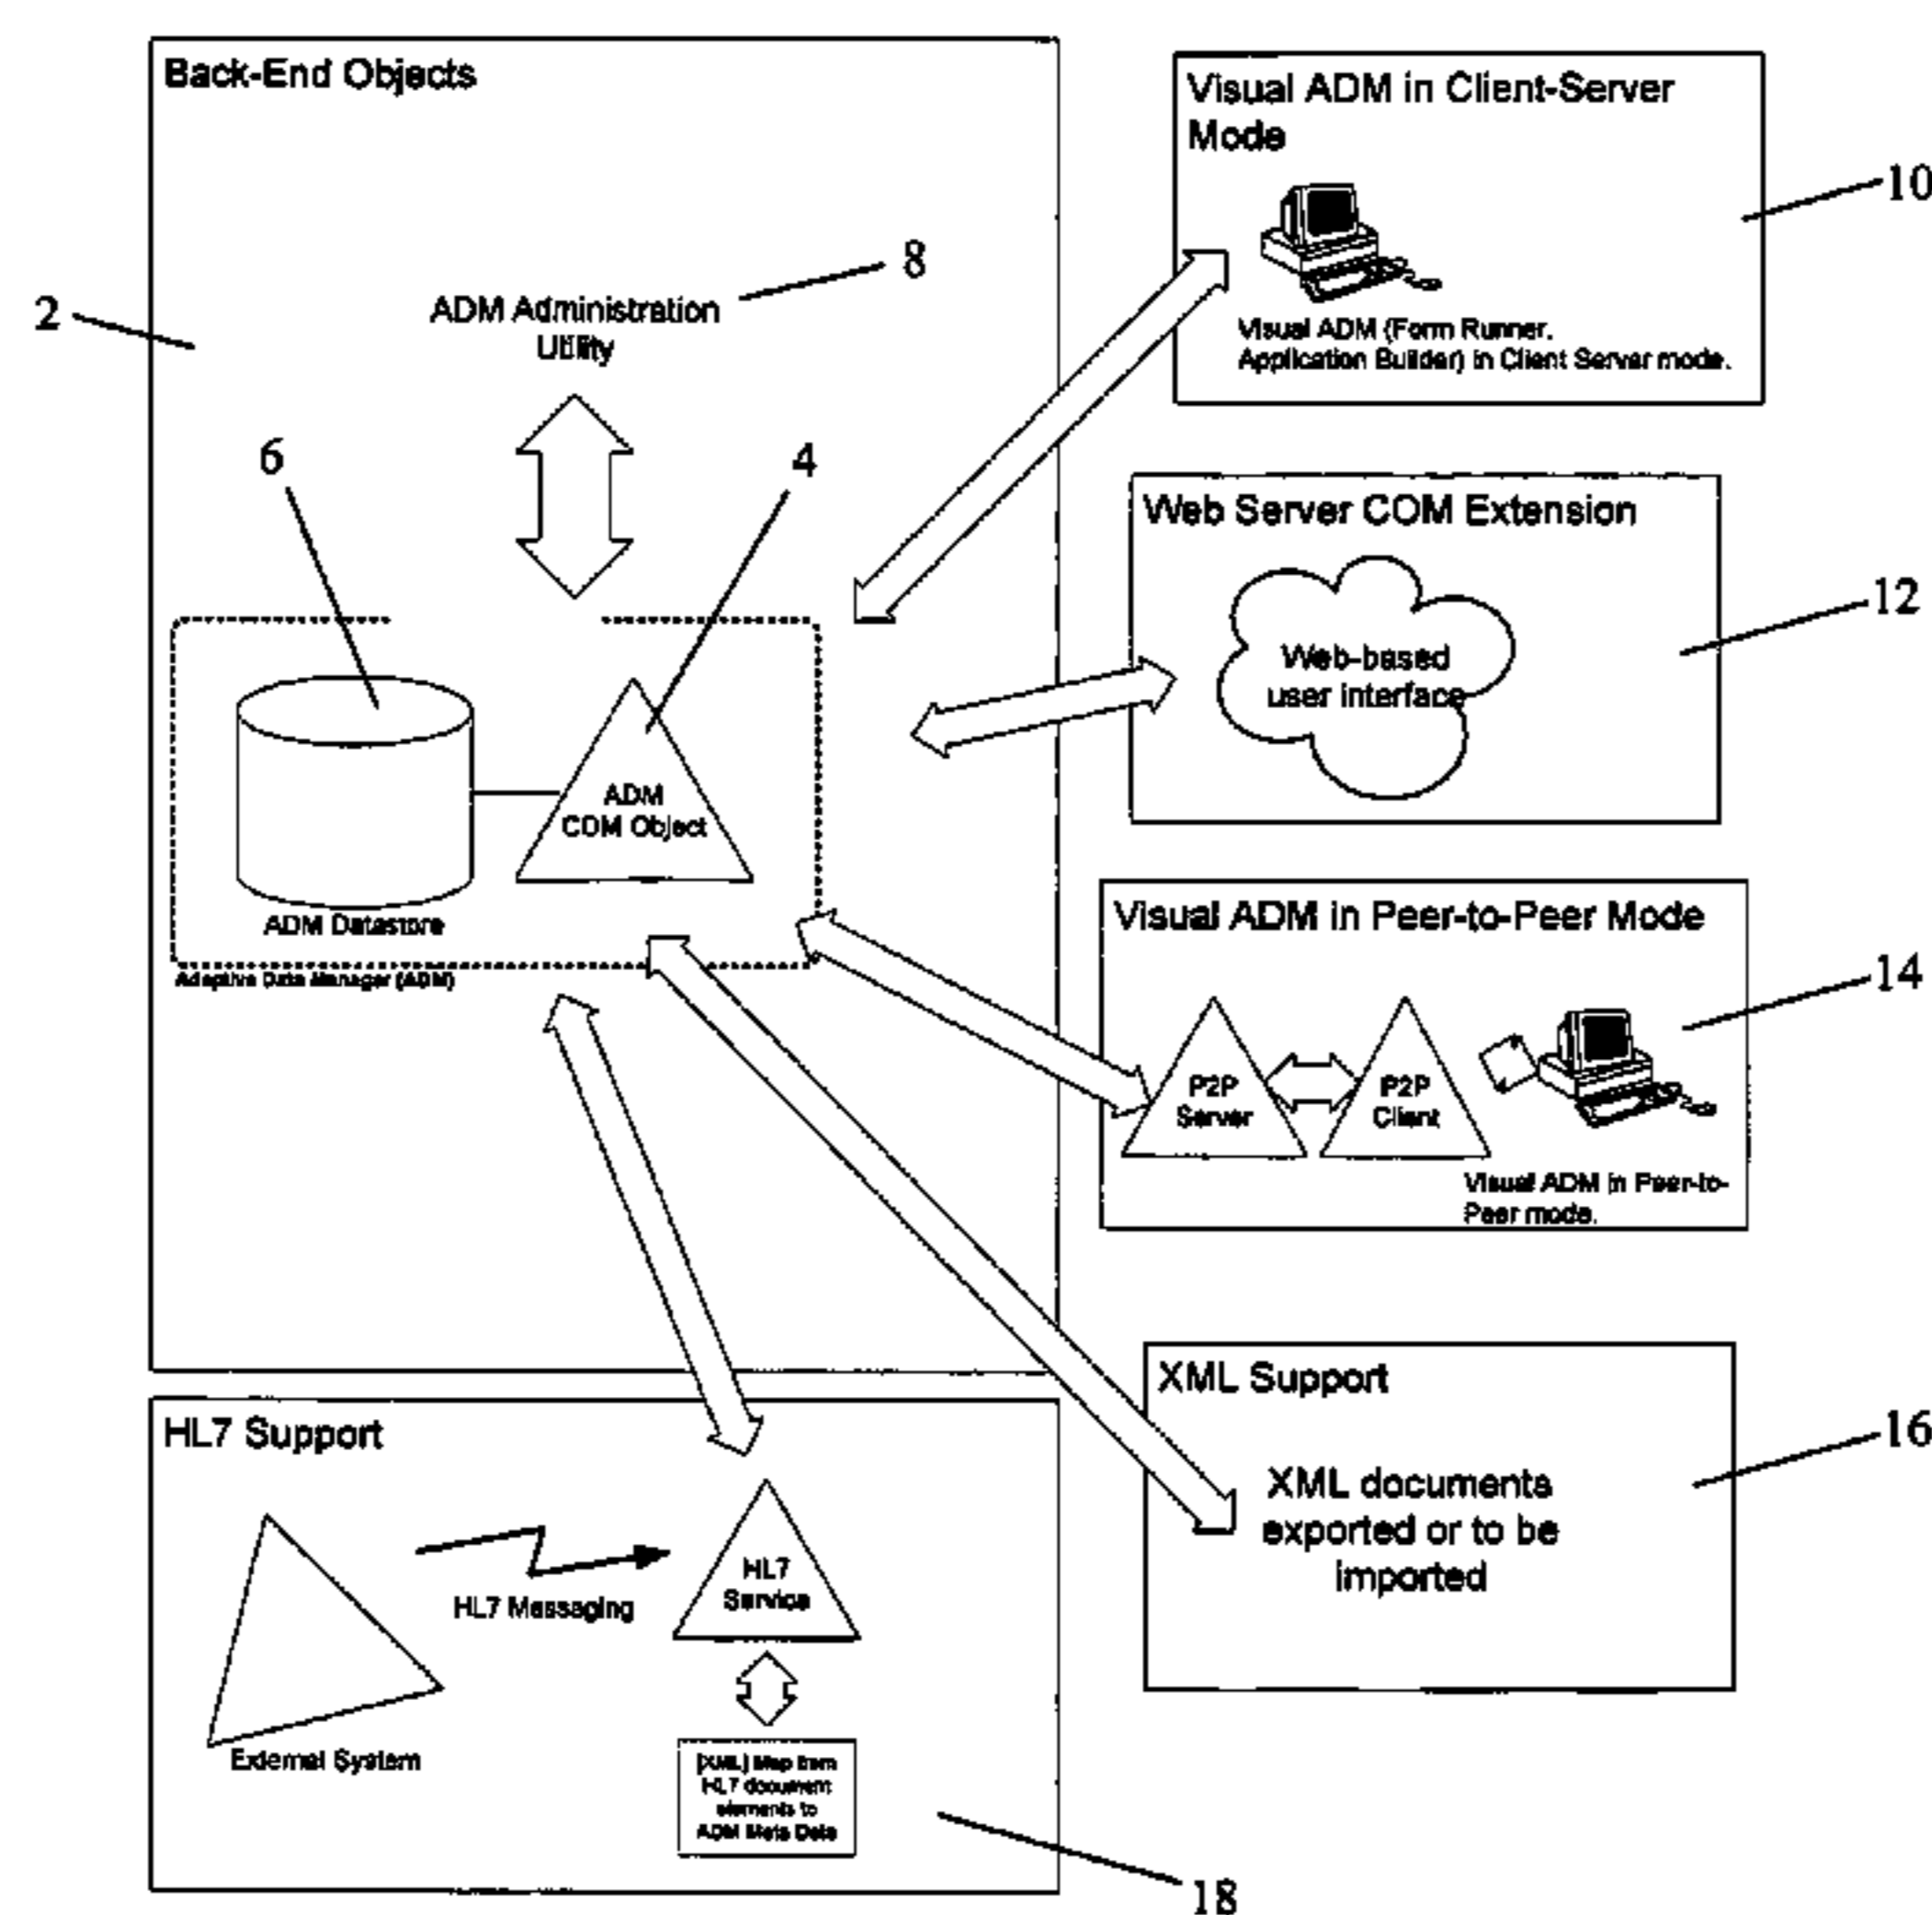 Back-End Objects
2
8
ADM Administration
Utility
6
4
ADM
COM Object
ADM Datastore
Adaptive Data Manager (ADM)
Visual ADM in Client-Server
Mode
10
Visual ADM (Form Runner,
Application Builder) in Client Server mode.
Web Server COM Extension
12
Web-based
user interface
Visual ADM in Peer-to-Peer Mode
14
P2P
Server
P2P
Client
Visual ADM in Peer-to-
Peer mode.
XML Support
16
XML documents
exported or to be
imported
HL7 Support
HL7 Messaging
HL7
Service
External System
[XML] Map from
HL7 document
elements to
ADM Meta Data
18